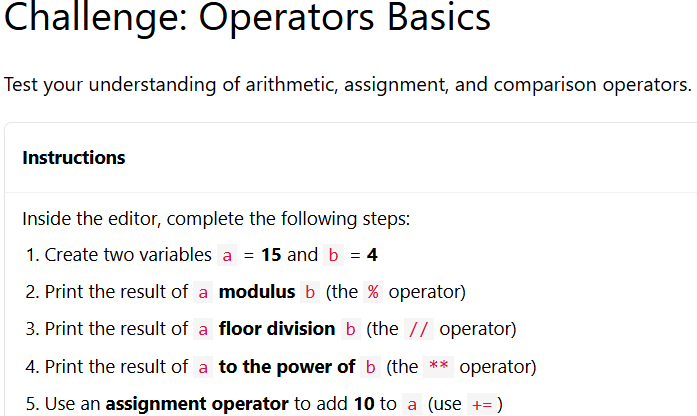 Challenge: Operators Basics
Test your understanding of arithmetic, assignment, and comparison operators.
Instructions
Inside the editor, complete the following steps:
1. Create two variables a = 15 and b = 4
2. Print the result of a modulus b (the % operator)
3. Print the result of a floor division b (the // operator)
4. Print the result of a to the power of b (the ** operator)
5. Use an assignment operator to add 10 to a (use += )